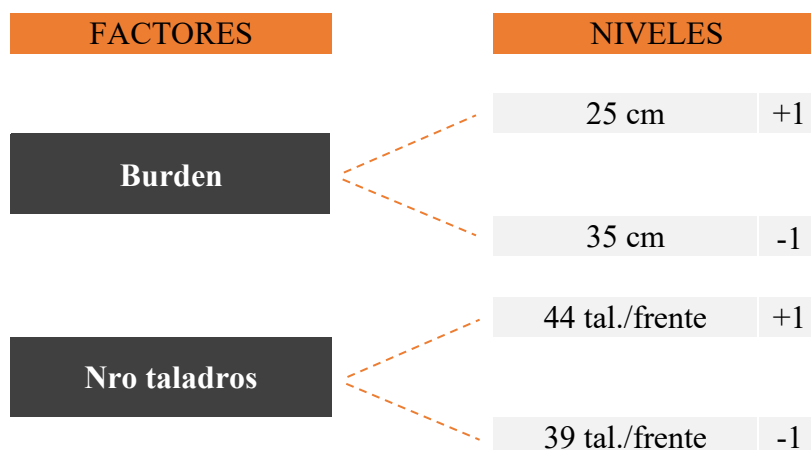 FACTORES NIVELES
25 cm +1
Burden
35 cm -1
44 tal./frente +1
Nro taladros
39 tal./frente -1